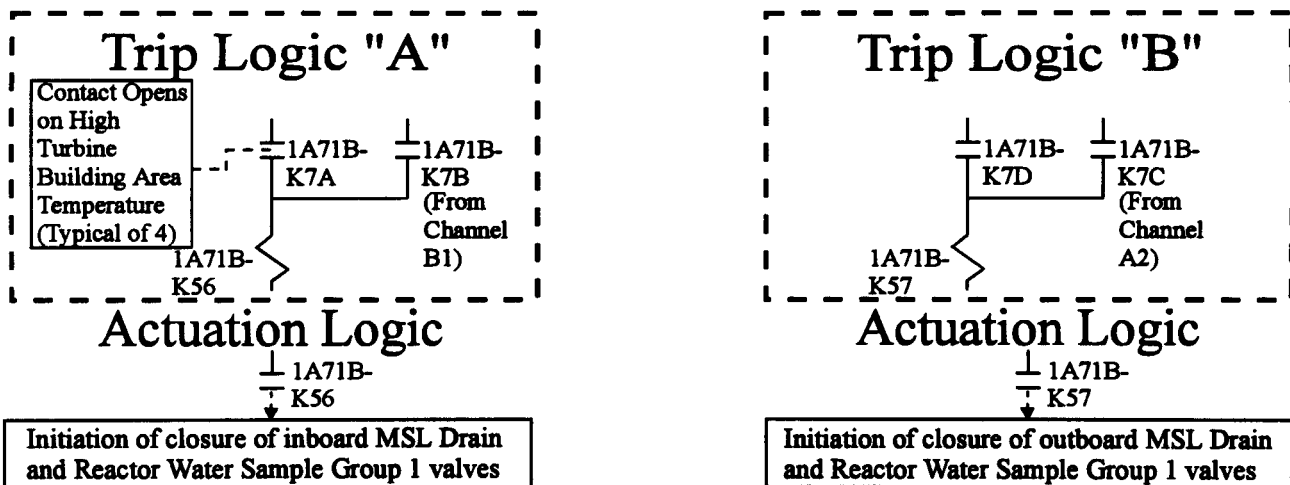 Trip Logic "A"
Contact Opens
on High
Turbine
Building Area
Temperature
(Typical of 4)
1A71B-
K7A
1A71B-
K7B
(From
Channel
B1)
1A71B-
K56
Actuation Logic
1A71B-
K56
Initiation of closure of inboard MSL Drain
and Reactor Water Sample Group 1 valves
Trip Logic "B"
1A71B-
K7D
1A71B-
K7C
(From
Channel
A2)
1A71B-
K57
Actuation Logic
1A71B-
K57
Initiation of closure of outboard MSL Drain
and Reactor Water Sample Group 1 valves